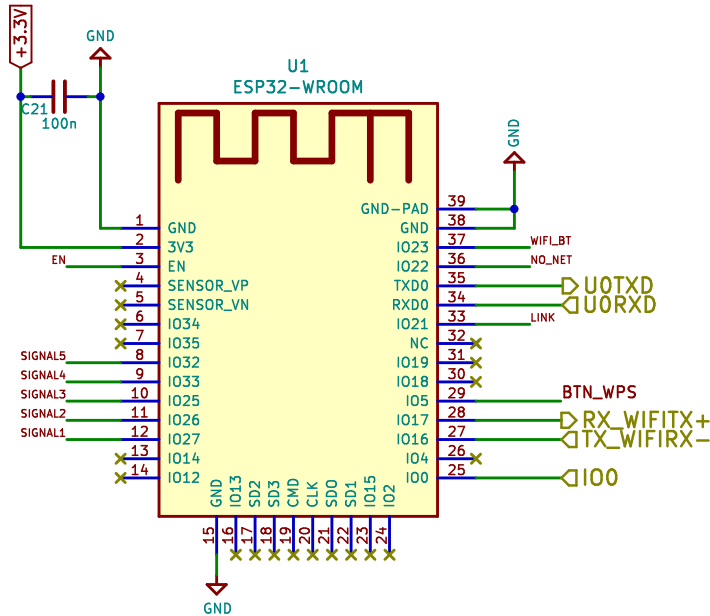 +3.3V
GND
C21
100n
U1
ESP32-WROOM
GND
1 GND
2 3V3
EN 3 EN
4 SENSOR_VP
5 SENSOR_VN
6 IO34
7 IO35
SIGNAL5 8 IO32
SIGNAL4 9 IO33
SIGNAL3 10 IO25
SIGNAL2 11 IO26
SIGNAL1 12 IO27
13 IO14
14 IO12
GND-PAD 39
GND 38
IO23 37 WIFI_BT
IO22 36 NO_NET
TXD0 35 U0TXD
RXD0 34 U0RXD
IO21 33 LINK
NC 32
IO19 31
IO18 30
IO5 29 BTN_WPS
IO17 28 RX_WIFITX+
IO16 27 TX_WIFIRX-
IO4 26
IO0 25 IO0
GND 15
IO13 16
SD2 17
SD3 18
CMD 19
CLK 20
SD0 21
SD1 22
IO15 23
IO2 24
GND